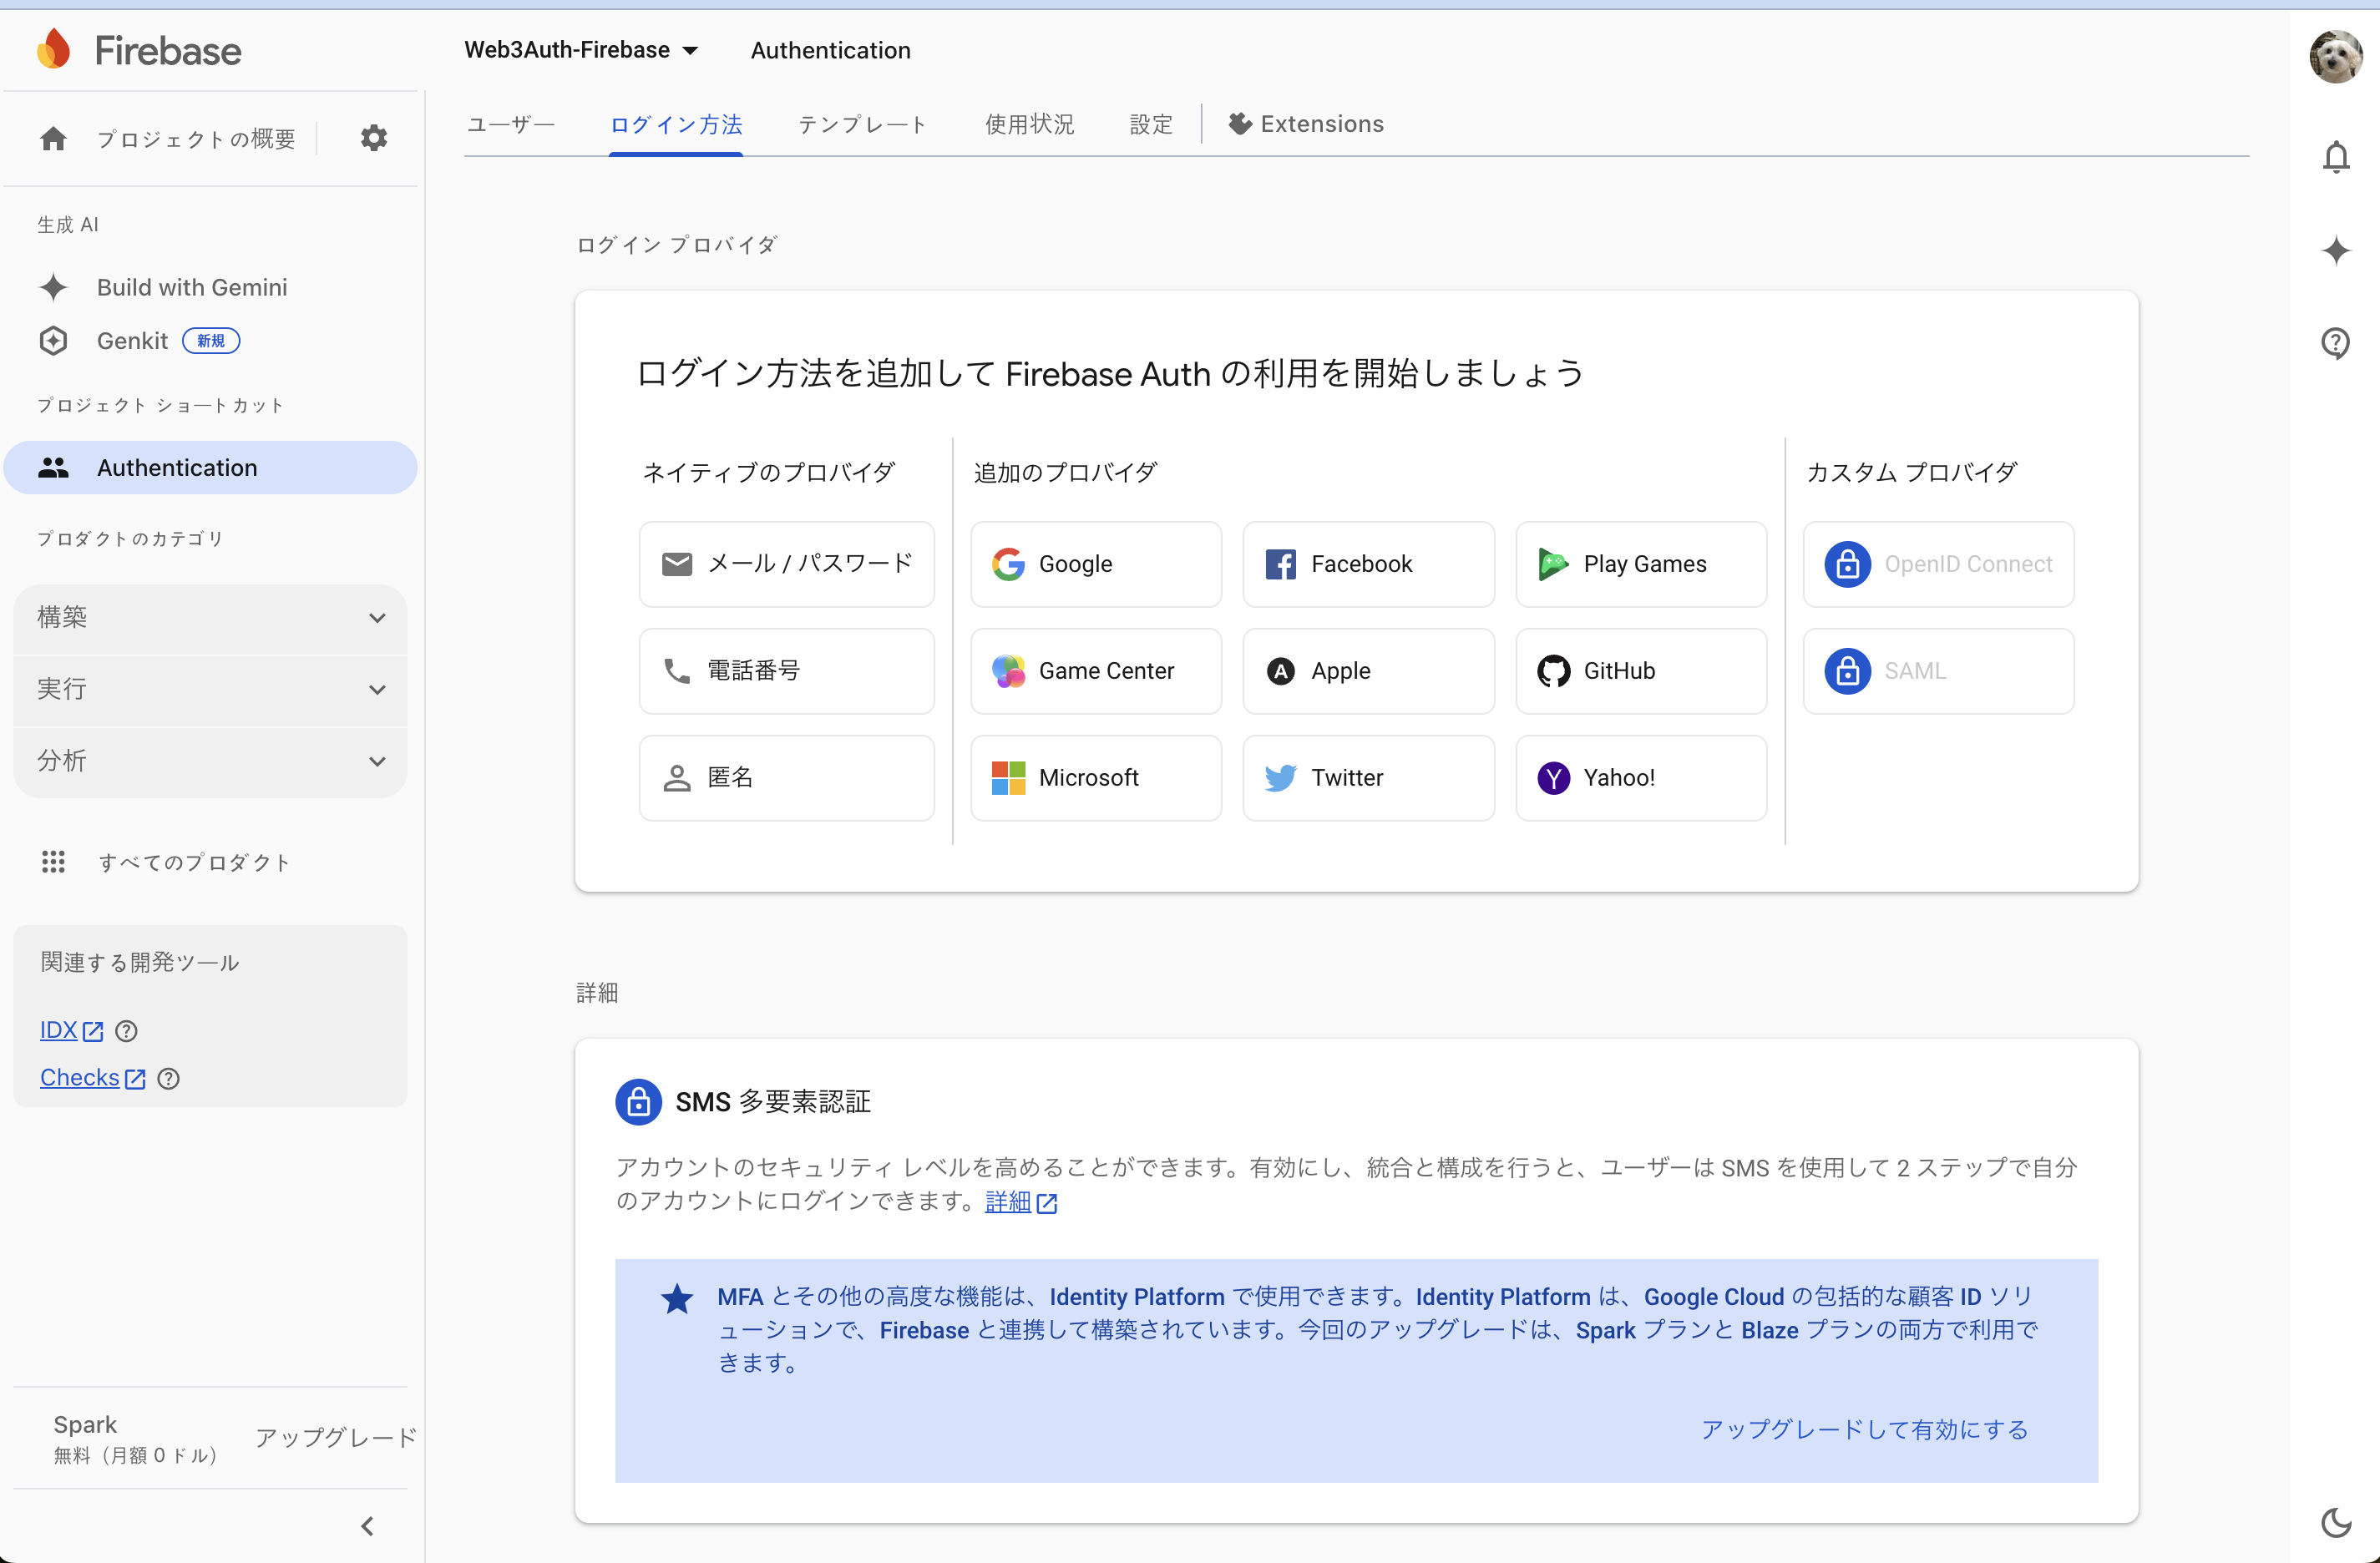 Firebase
Web3Auth-Firebase
Authentication
プロジェクトの概要
ユーザー
ログイン方法
テンプレート
使用状況
設定
Extensions
生成 AI
Build with Gemini
Genkit 新規
プロジェクト ショートカット
Authentication
プロダクトのカテゴリ
構築
実行
分析
すべてのプロダクト
関連する開発ツール
IDX
Checks
Spark
無料（月額 0 ドル）
アップグレード
ログイン プロバイダ
ログイン方法を追加して Firebase Auth の利用を開始しましょう
ネイティブのプロバイダ
メール / パスワード
電話番号
匿名
追加のプロバイダ
Google
Facebook
Play Games
Game Center
Apple
GitHub
Microsoft
Twitter
Yahoo!
カスタム プロバイダ
OpenID Connect
SAML
詳細
SMS 多要素認証
アカウントのセキュリティ レベルを高めることができます。有効にし、統合と構成を行うと、ユーザーは SMS を使用して 2 ステップで自分
のアカウントにログインできます。詳細
MFA とその他の高度な機能は、Identity Platform で使用できます。Identity Platform は、Google Cloud の包括的な顧客 ID ソリ
ューションで、Firebase と連携して構築されています。今回のアップグレードは、Spark プランと Blaze プランの両方で利用で
きます。
アップグレードして有効にする